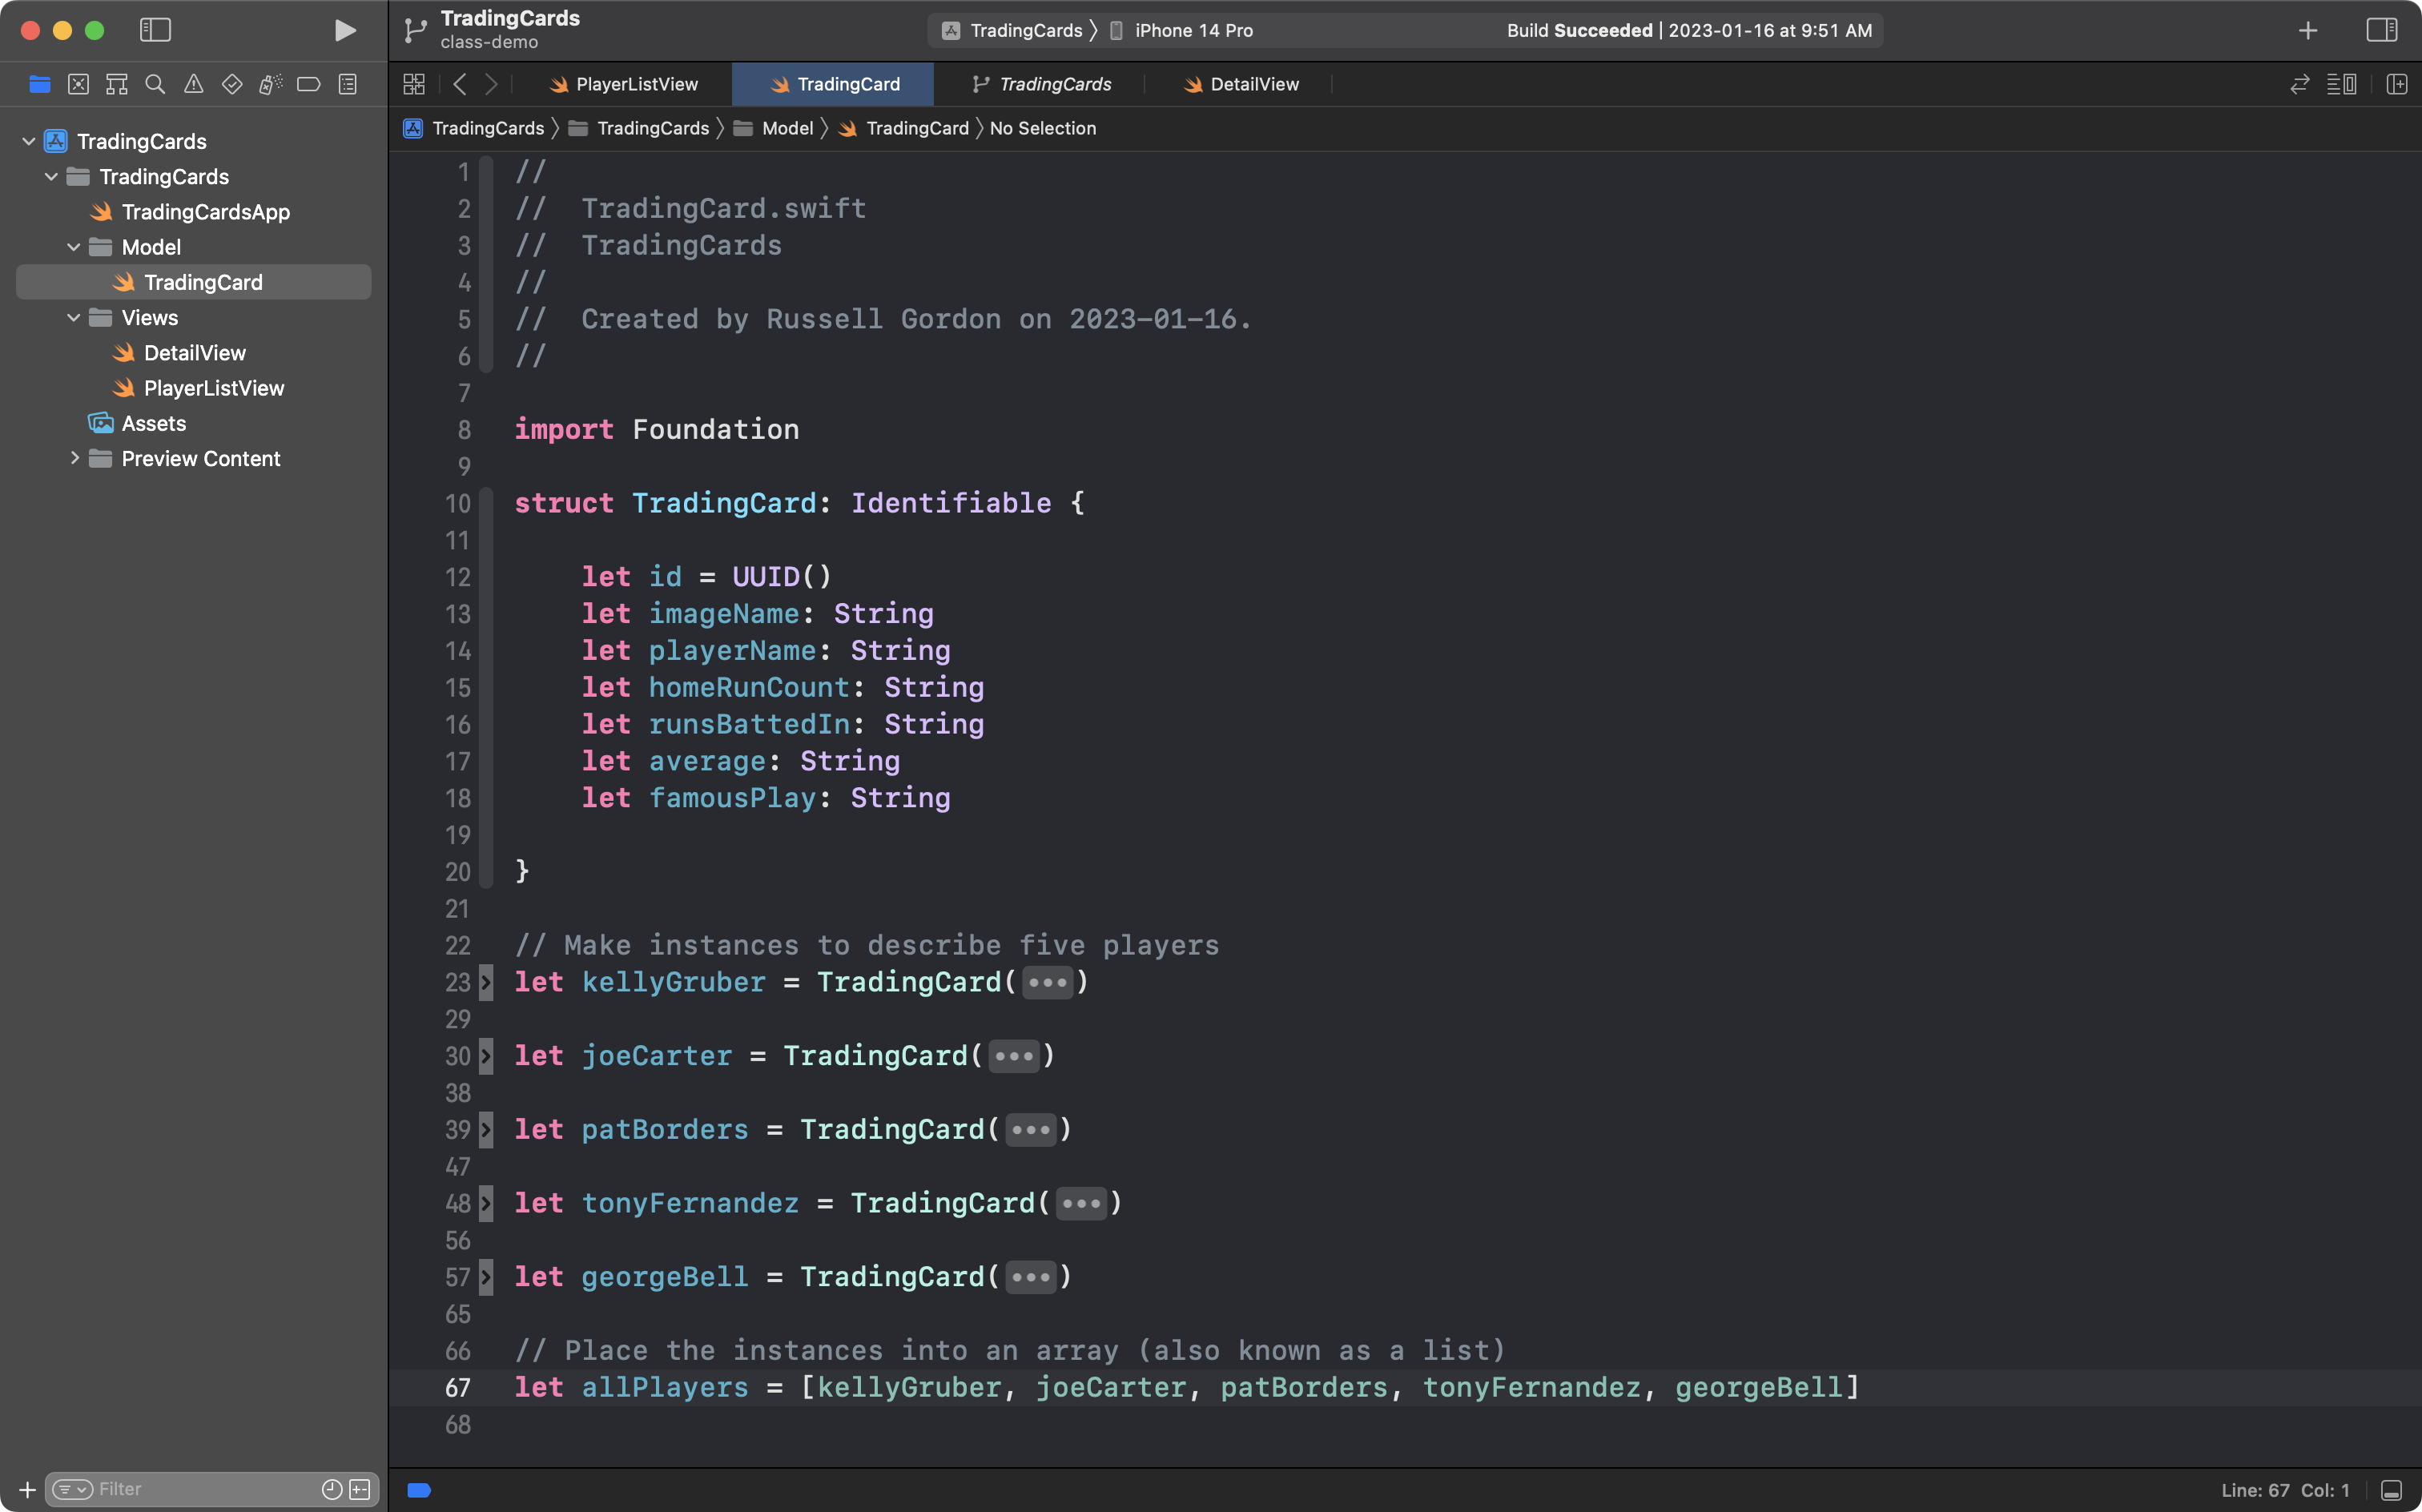 TradingCards
class-demo
TradingCards
iPhone 14 Pro
Build Succeeded | 2023-01-16 at 9:51 AM
PlayerListView
TradingCard
TradingCards
DetailView
TradingCards
TradingCards
Model
TradingCard
No Selection
TradingCards
TradingCards
TradingCardsApp
Model
TradingCard
Views
DetailView
PlayerListView
Assets
Preview Content
1 //
2 //  TradingCard.swift
3 //  TradingCards
4 //
5 //  Created by Russell Gordon on 2023-01-16.
6 //
7
8 import Foundation
9
10 struct TradingCard: Identifiable {
11
12     let id = UUID()
13     let imageName: String
14     let playerName: String
15     let homeRunCount: String
16     let runsBattedIn: String
17     let average: String
18     let famousPlay: String
19
20 }
21
22 // Make instances to describe five players
23 let kellyGruber = TradingCard(•••)
29
30 let joeCarter = TradingCard(•••)
38
39 let patBorders = TradingCard(•••)
47
48 let tonyFernandez = TradingCard(•••)
56
57 let georgeBell = TradingCard(•••)
65
66 // Place the instances into an array (also known as a list)
67 let allPlayers = [kellyGruber, joeCarter, patBorders, tonyFernandez, georgeBell]
68
Filter
Line: 67 Col: 1